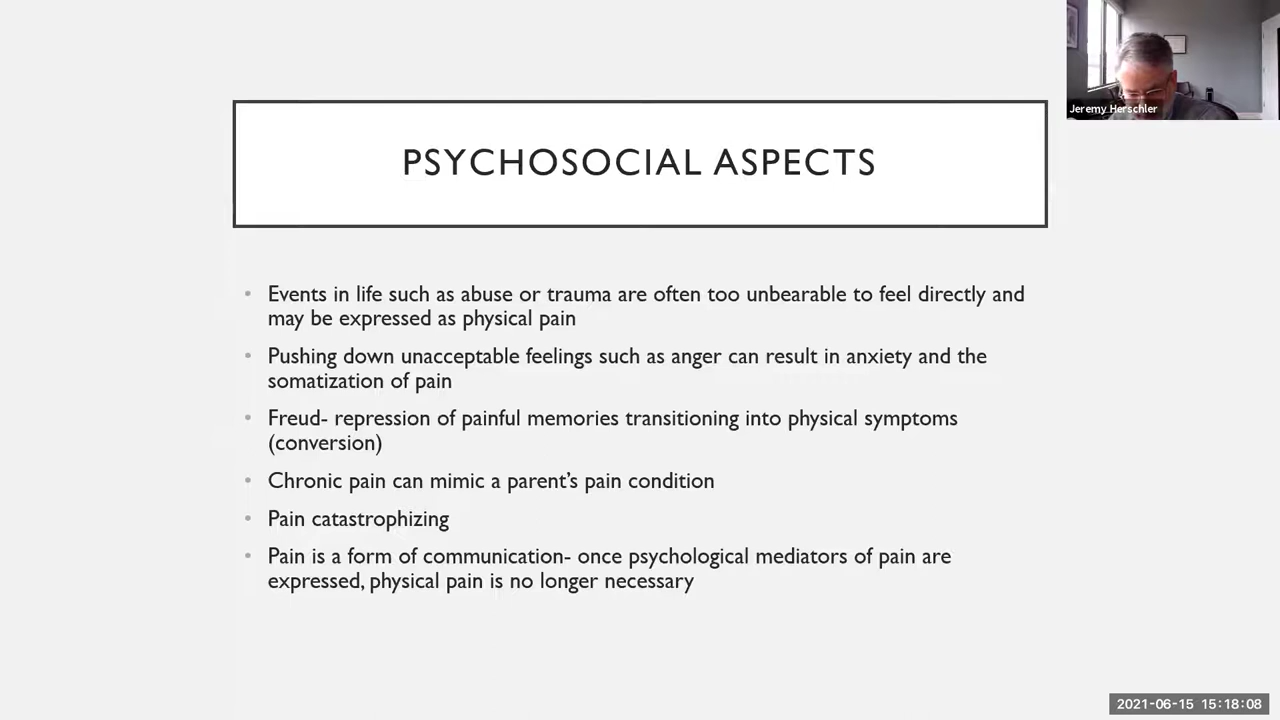 Jeremy Herschler
PSYCHOSOCIAL ASPECTS
• Events in life such as abuse or trauma are often too unbearable to feel directly and
may be expressed as physical pain
• Pushing down unacceptable feelings such as anger can result in anxiety and the
somatization of pain
• Freud- repression of painful memories transitioning into physical symptoms
(conversion)
• Chronic pain can mimic a parent’s pain condition
• Pain catastrophizing
• Pain is a form of communication- once psychological mediators of pain are
expressed, physical pain is no longer necessary
2021-06-15 15:18:08